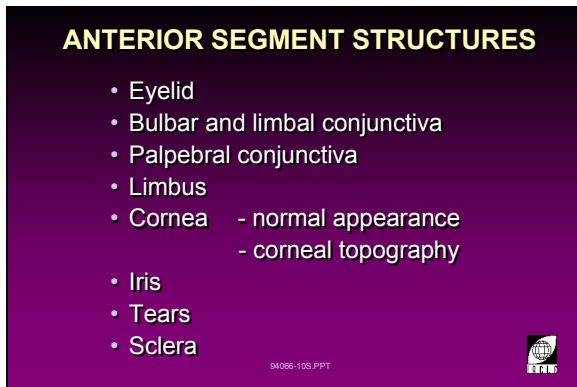 ANTERIOR SEGMENT STRUCTURES
• Eyelid
• Bulbar and limbal conjunctiva
• Palpebral conjunctiva
• Limbus
• Cornea - normal appearance
- corneal topography
• Iris
• Tears
• Sclera
94066-10S.PPT
IACLE